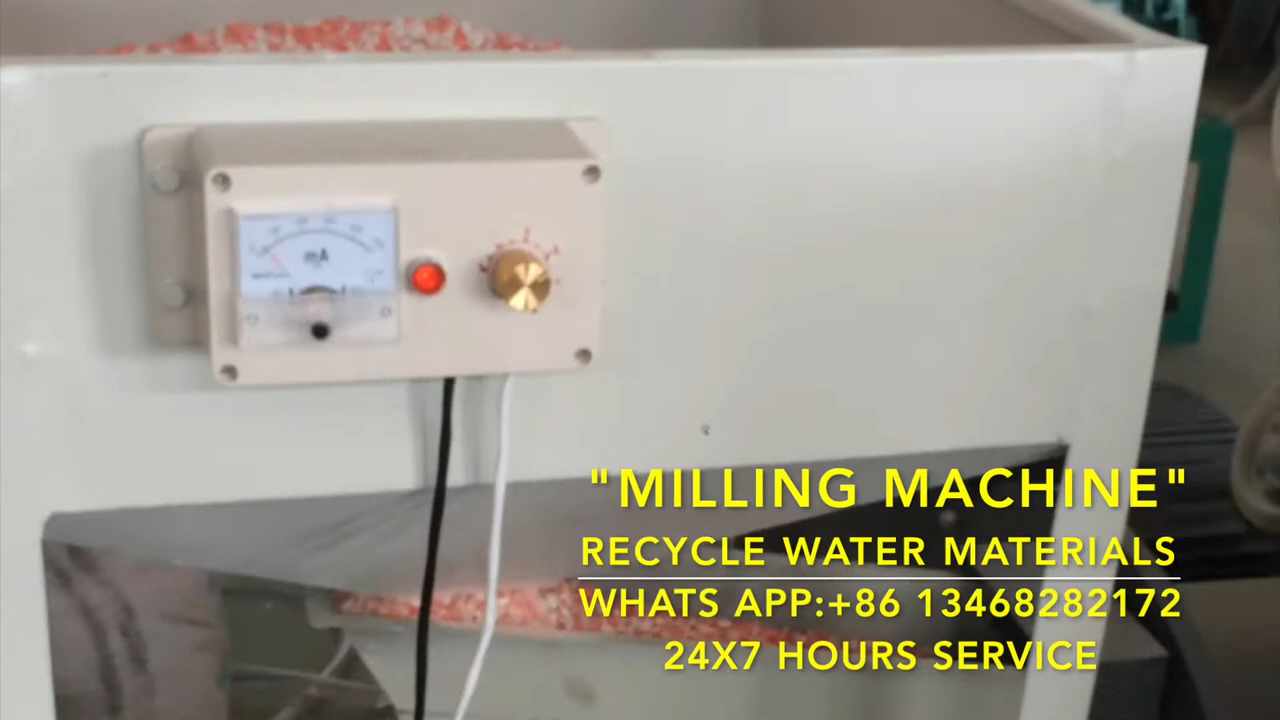 mA
"MILLING MACHINE"
RECYCLE WATER MATERIALS
WHATS APP:+86 13468282172
24X7 HOURS SERVICE